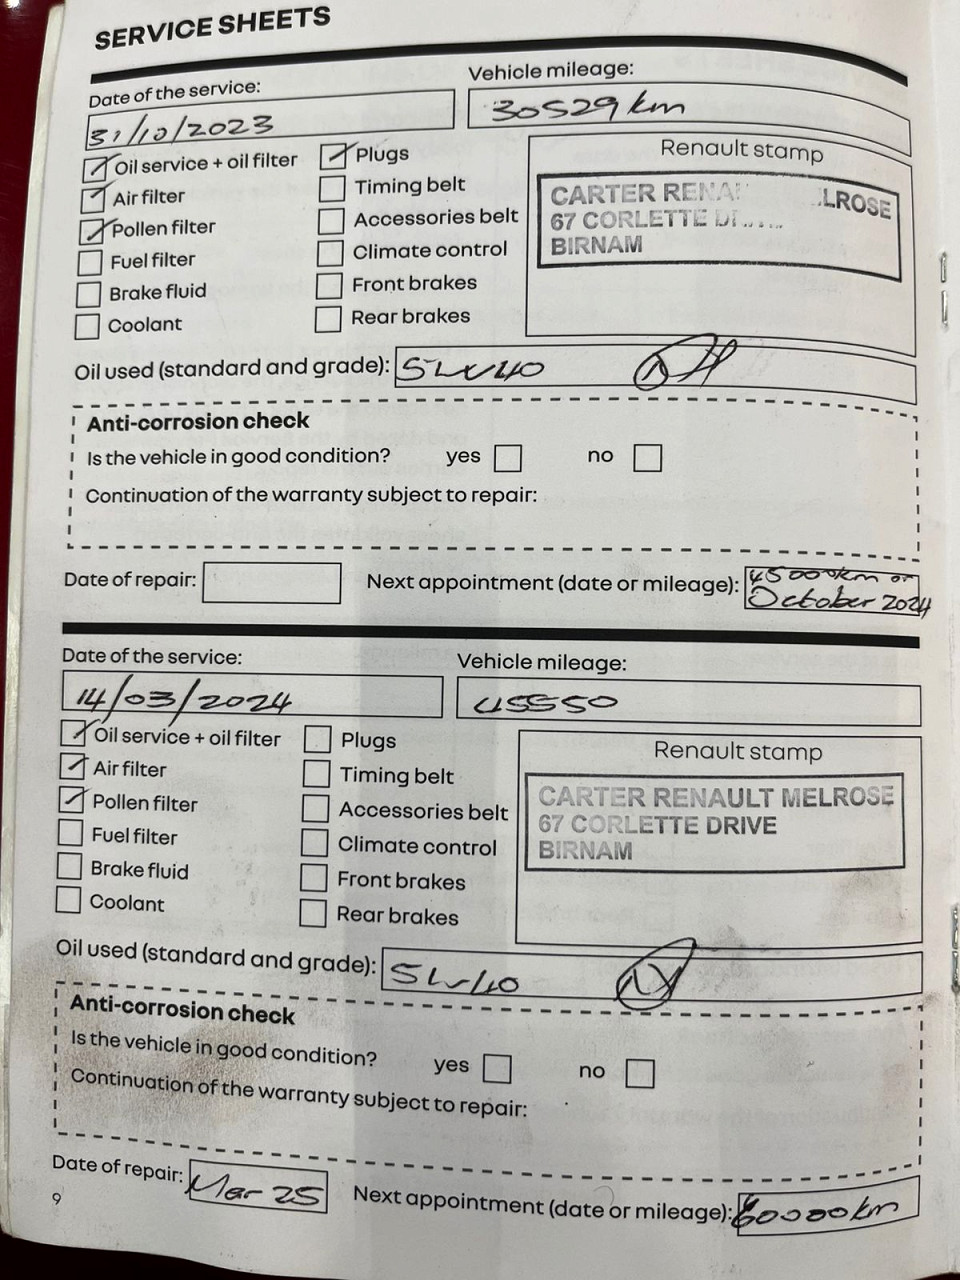 SERVICE SHEETS
Date of the service: Vehicle mileage:
31/10/2023 30529 km
Oil service + oil filter Plugs
Air filter Timing belt
Pollen filter Accessories belt
Fuel filter Climate control
Brake fluid Front brakes
Coolant Rear brakes
Renault stamp
CARTER LROSE
67 CORLETTE
BIRNAM
Oil used (standard and grade): 5W40
Anti-corrosion check
Is the vehicle in good condition? yes no
Continuation of the warranty subject to repair:
Date of repair: Next appointment (date or mileage): 45000km or
October 2024
Date of the service: Vehicle mileage:
14/03/2024 45550
Oil service + oil filter Plugs
Air filter Timing belt
Pollen filter Accessories belt
Fuel filter Climate control
Brake fluid Front brakes
Coolant Rear brakes
Renault stamp
CARTER RENAULT MELROSE
67 CORLETTE DRIVE
BIRNAM
Oil used (standard and grade): 5W40
Anti-corrosion check
Is the vehicle in good condition? yes no
Continuation of the warranty subject to repair:
Date of repair: Mar 25 Next appointment (date or mileage): 60000km
9